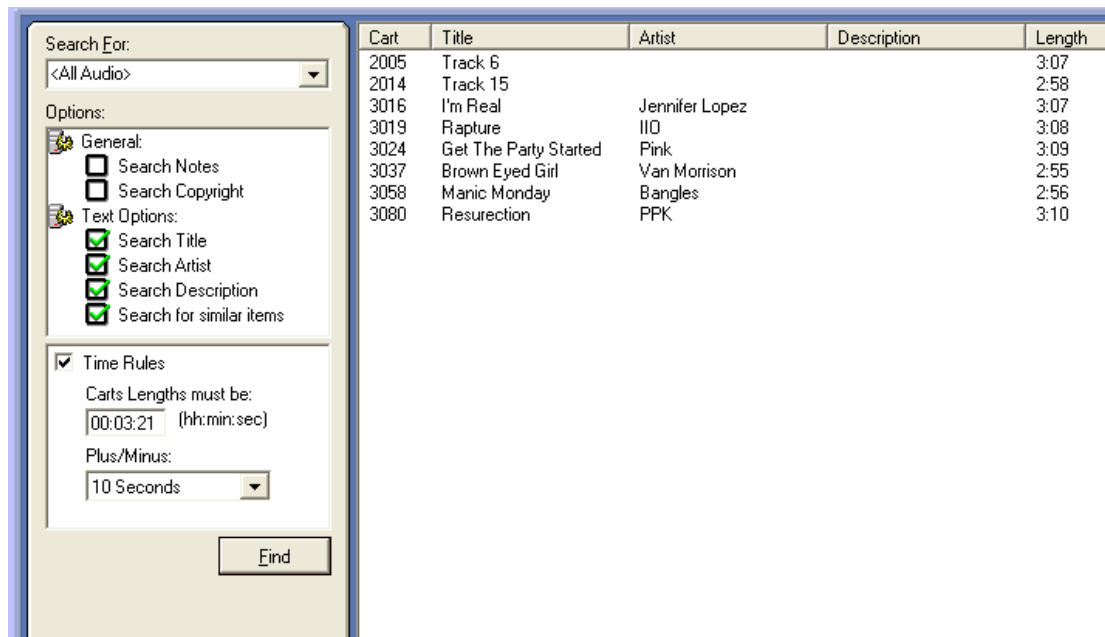 Search For:
<All Audio>
Options:
General:
Search Notes
Search Copyright
Text Options:
Search Title
Search Artist
Search Description
Search for similar items
Time Rules
Carts Lengths must be:
00:03:21 (hh:min:sec)
Plus/Minus:
10 Seconds
Find
Cart Title Artist Description Length
2005 Track 6 3:07
2014 Track 15 2:58
3016 I'm Real Jennifer Lopez 3:07
3019 Rapture IIO 3:08
3024 Get The Party Started Pink 3:09
3037 Brown Eyed Girl Van Morrison 2:55
3058 Manic Monday Bangles 2:56
3080 Resurection PPK 3:10